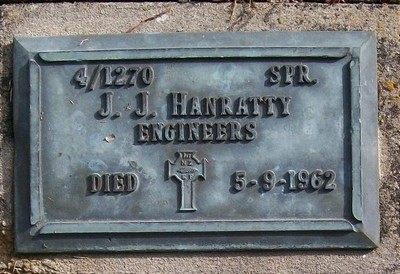 4/1270 SPR.
J. J. HANRATTY
ENGINEERS
DIED 5-9-1962